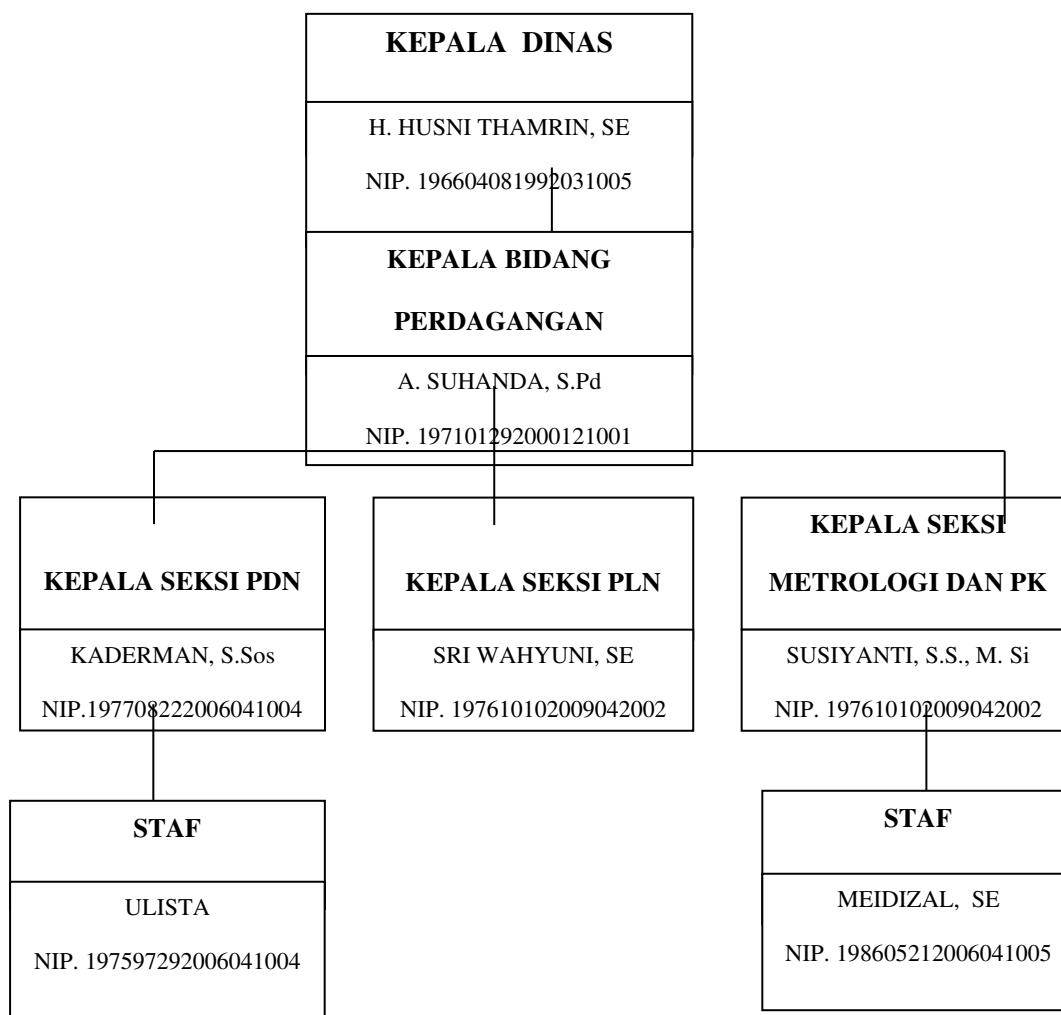 KEPALA DINAS
H. HUSNI THAMRIN, SE
NIP. 196604081992031005
KEPALA BIDANG
PERDAGANGAN
A. SUHANDA, S.Pd
NIP. 197101292000121001
KEPALA SEKSI PDN
KADERMAN, S.Sos
NIP.197708222006041004
KEPALA SEKSI PLN
SRI WAHYUNI, SE
NIP. 197610102009042002
KEPALA SEKSI
METROLOGI DAN PK
SUSIYANTI, S.S., M. Si
NIP. 197610102009042002
STAF
ULISTA
NIP. 197597292006041004
STAF
MEIDIZAL, SE
NIP. 198605212006041005